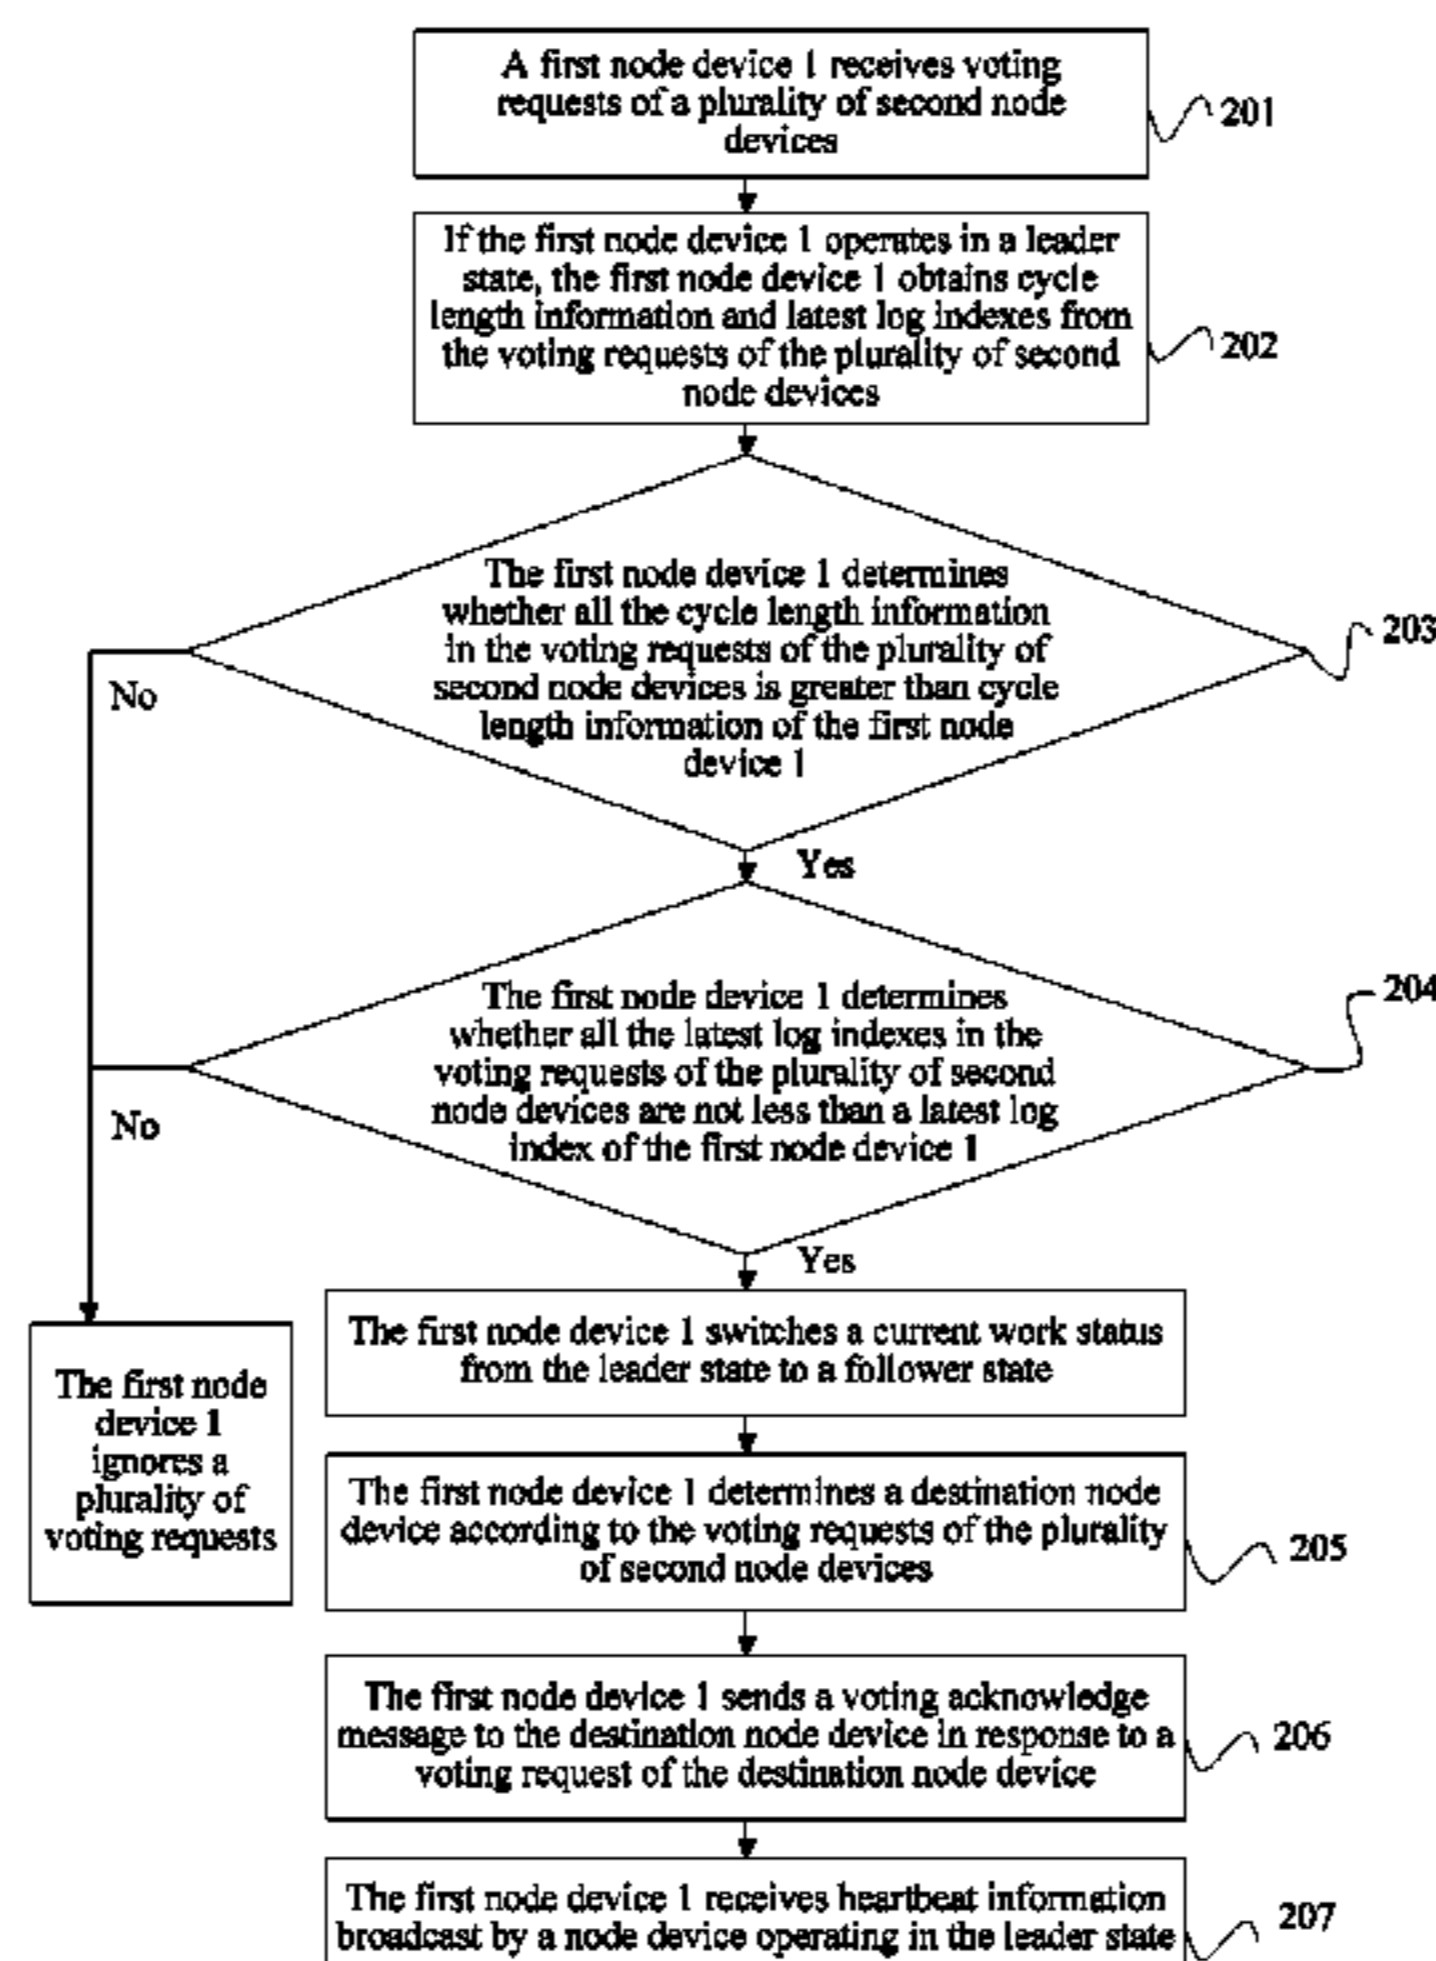 A first node device 1 receives voting
requests of a plurality of second node
devices
201
If the first node device 1 operates in a leader
state, the first node device 1 obtains cycle
length information and latest log indexes from
the voting requests of the plurality of second
node devices
202
The first node device 1 determines
whether all the cycle length information
in the voting requests of the plurality of
second node devices is greater than cycle
length information of the first node
device 1
203
No
Yes
The first node device 1 determines
whether all the latest log indexes in the
voting requests of the plurality of second
node devices are not less than a latest log
index of the first node device 1
204
No
Yes
The first node device 1 switches a current work status
from the leader state to a follower state
The first node
device 1
ignores a
plurality of
voting requests
The first node device 1 determines a destination node
device according to the voting requests of the plurality
of second node devices
205
The first node device 1 sends a voting acknowledge
message to the destination node device in response to a
voting request of the destination node device
206
The first node device 1 receives heartbeat information
broadcast by a node device operating in the leader state
207